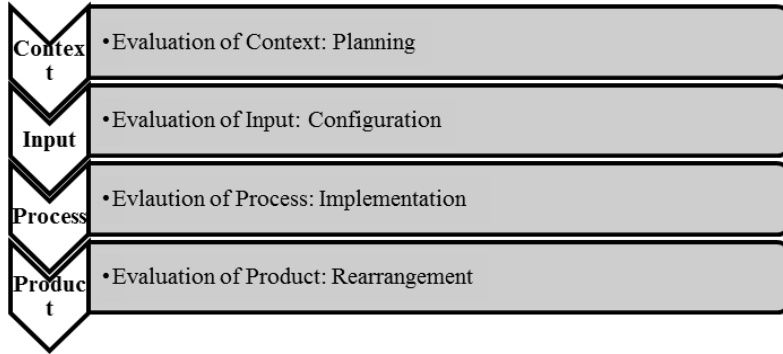 Contex
t
•Evaluation of Context: Planning
Input
•Evaluation of Input: Configuration
Process
•Evlaution of Process: Implementation
Produc
t
•Evaluation of Product: Rearrangement